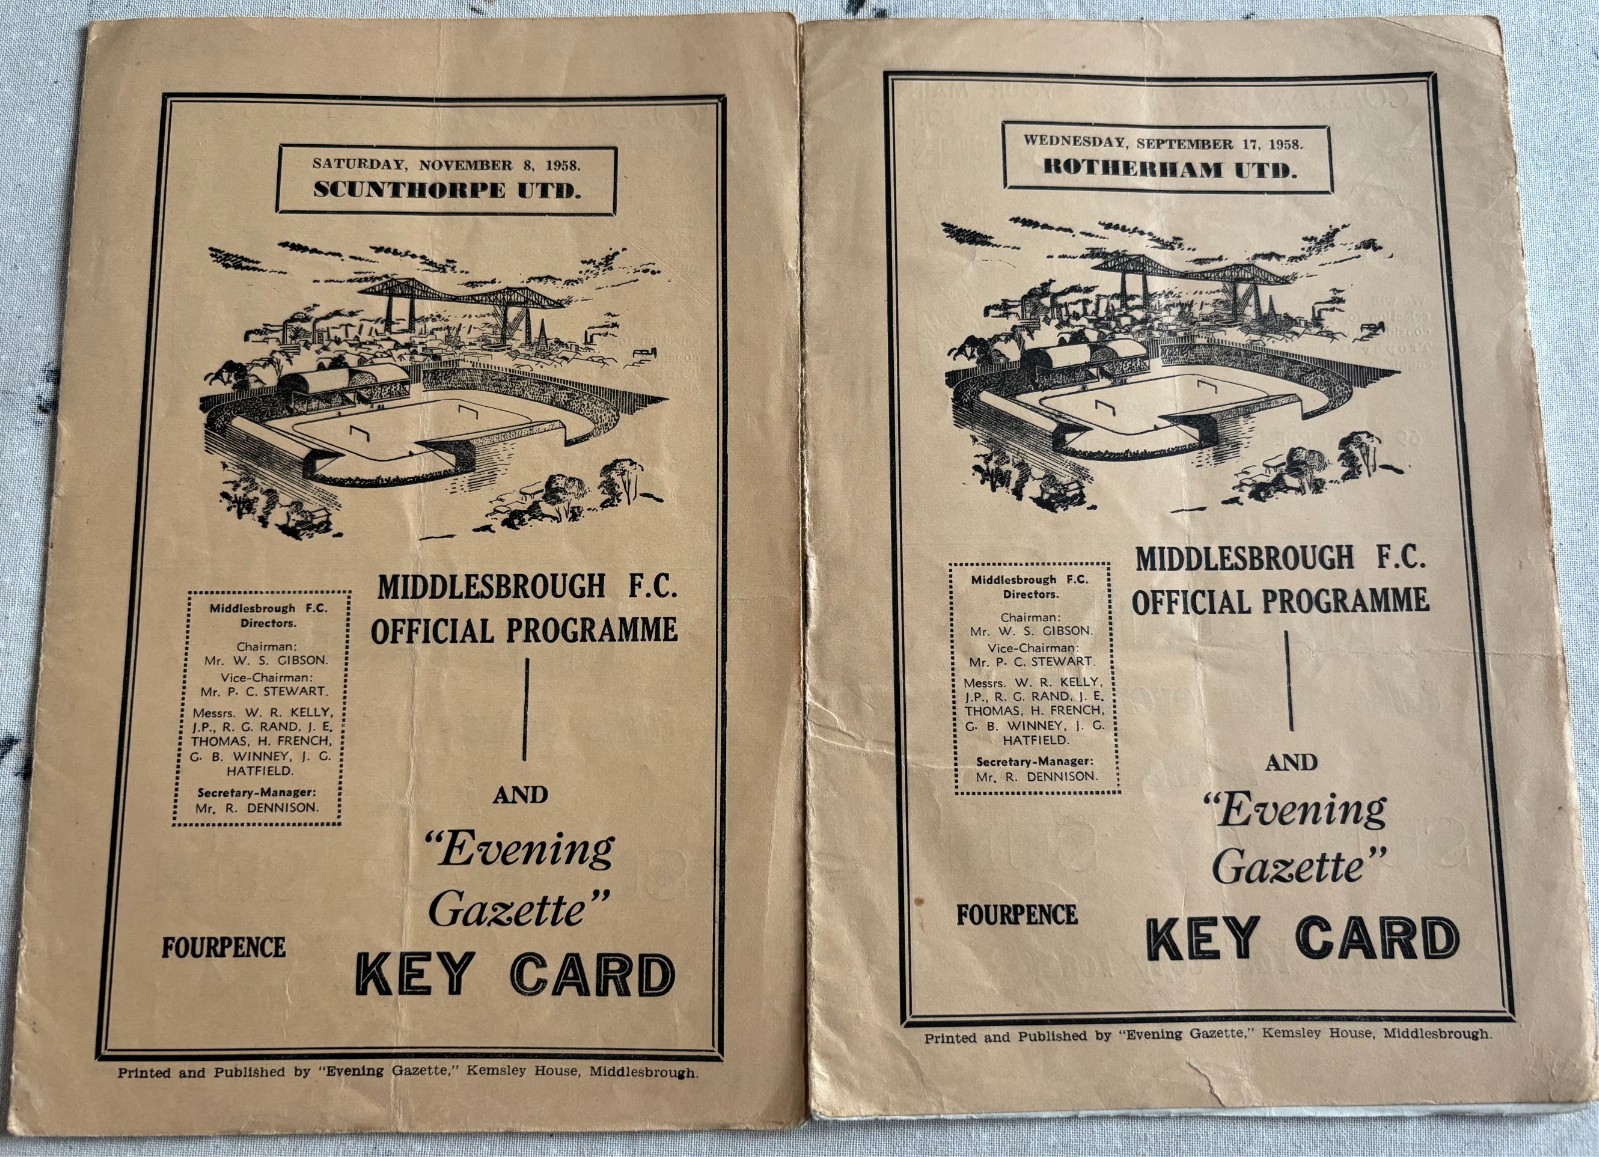 SATURDAY, NOVEMBER 8, 1958.
SCUNTHORPE UTD.
Middlesbrough F.C.
Directors.
Chairman:
Mr. W. S. GIBSON.
Vice-Chairman:
Mr. P. C. STEWART.
Messrs. W. R. KELLY,
J.P., R. G. RAND, J. E,
THOMAS, H. FRENCH,
G. B. WINNEY, J. G.
HATFIELD.
Secretary-Manager:
Mr. R. DENNISON.
MIDDLESBROUGH F.C.
OFFICIAL PROGRAMME
AND
"Evening
Gazette"
FOURPENCE
KEY CARD
Printed and Published by "Evening Gazette," Kemsley House, Middlesbrough.
WEDNESDAY, SEPTEMBER 17, 1958.
ROTHERHAM UTD.
Middlesbrough F.C.
Directors.
Chairman:
Mr. W. S. GIBSON.
Vice-Chairman:
Mr. P. C. STEWART.
Messrs. W. R. KELLY,
J.P., R. G. RAND, J. E.
THOMAS, H. FRENCH,
G. B. WINNEY, J. G.
HATFIELD.
Secretary-Manager:
Mr. R. DENNISON.
MIDDLESBROUGH F.C.
OFFICIAL PROGRAMME
AND
"Evening
Gazette"
FOURPENCE
KEY CARD
Printed and Published by "Evening Gazette," Kemsley House, Middlesbrough.